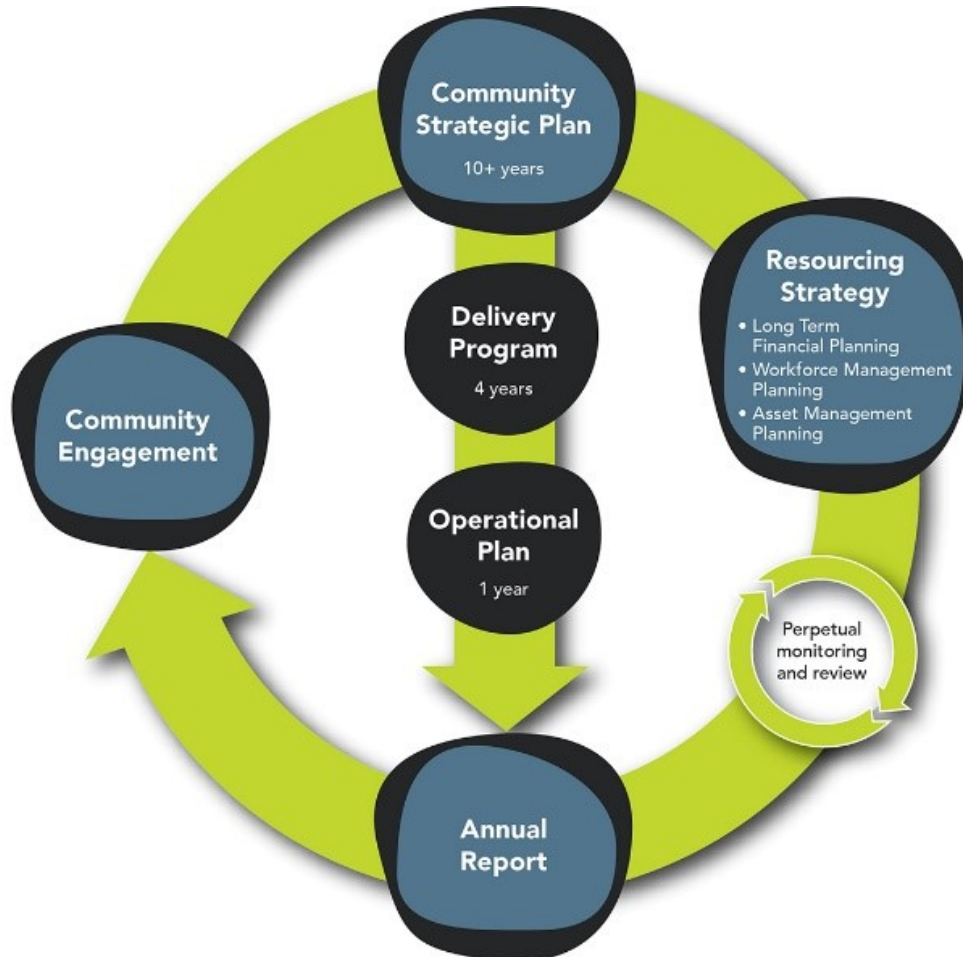 Community
Strategic Plan
10+ years
Resourcing
Strategy
• Long Term
Financial Planning
• Workforce Management
Planning
• Asset Management
Planning
Delivery
Program
4 years
Community
Engagement
Operational
Plan
1 year
Perpetual
monitoring
and review
Annual
Report